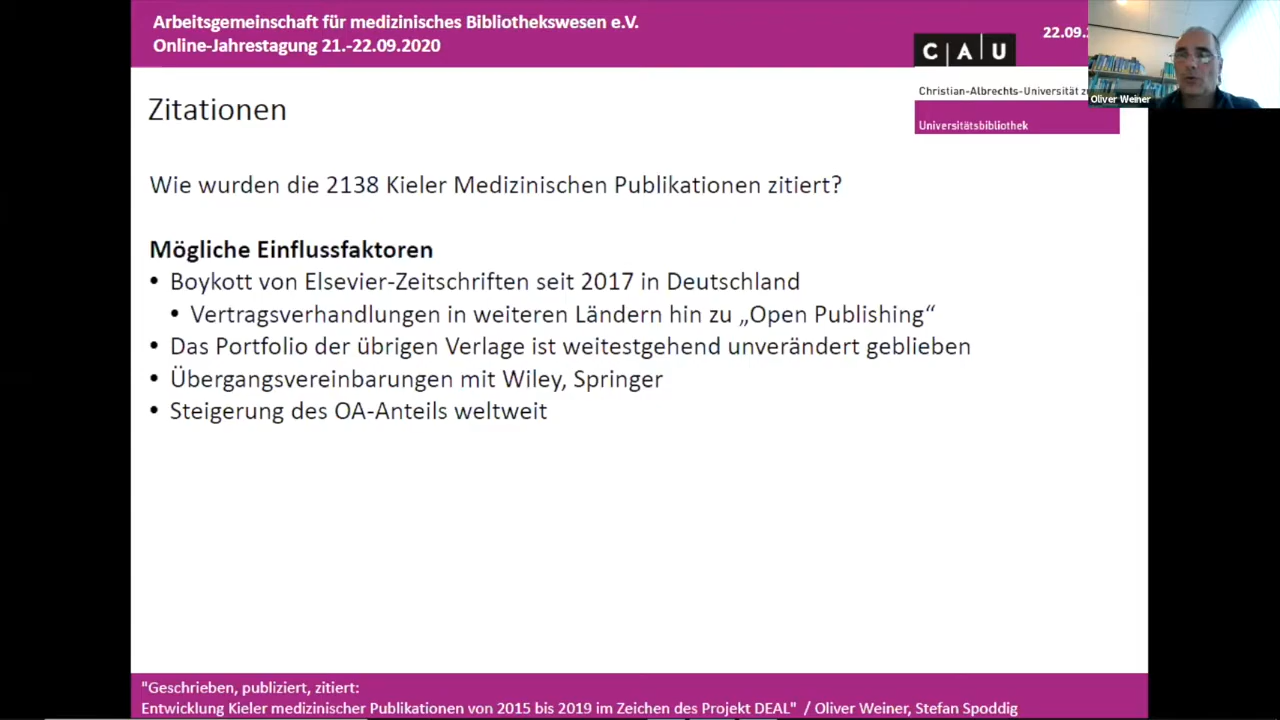 Arbeitsgemeinschaft für medizinisches Bibliothekswesen e.V.
Online-Jahrestagung 21.-22.09.2020
22.09.
C A U
Christian-Albrechts-Universität
Universitätsbibliothek
Oliver Weiner
Zitationen
Wie wurden die 2138 Kieler Medizinischen Publikationen zitiert?
Mögliche Einflussfaktoren
• Boykott von Elsevier-Zeitschriften seit 2017 in Deutschland
• Vertragsverhandlungen in weiteren Ländern hin zu „Open Publishing“
• Das Portfolio der übrigen Verlage ist weitestgehend unverändert geblieben
• Übergangsvereinbarungen mit Wiley, Springer
• Steigerung des OA-Anteils weltweit
"Geschrieben, publiziert, zitiert:
Entwicklung Kieler medizinischer Publikationen von 2015 bis 2019 im Zeichen des Projekt DEAL" / Oliver Weiner, Stefan Spoddig